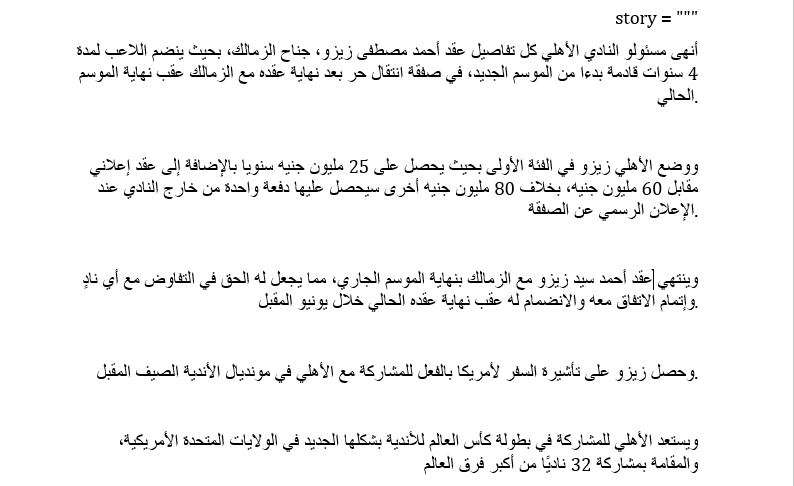 story = """
أنهى مسئولو النادي الأهلي كل تفاصيل عقد أحمد مصطفى زيزو، جناح الزمالك، بحيث ينضم اللاعب لمدة
4 سنوات قادمة بدءا من الموسم الجديد، في صفقة انتقال حر بعد نهاية عقده مع الزمالك عقب نهاية الموسم
الحالي.
ووضع الأهلي زيزو في الفئة الأولى بحيث يحصل على 25 مليون جنيه سنويا بالإضافة إلى عقد إعلاني
مقابل 60 مليون جنيه، بخلاف 80 مليون جنيه أخرى سيحصل عليها دفعة واحدة من خارج النادي عند
الإعلان الرسمي عن الصفقة.
وينتهي عقد أحمد سيد زيزو مع الزمالك بنهاية الموسم الجاري، مما يجعل له الحق في التفاوض مع أي نادٍ
وإتمام الاتفاق معه والانضمام له عقب نهاية عقده الحالي خلال يونيو المقبل.
وحصل زيزو على تأشيرة السفر لأمريكا بالفعل للمشاركة مع الأهلي في مونديال الأندية الصيف المقبل.
ويستعد الأهلي للمشاركة في بطولة كأس العالم للأندية بشكلها الجديد في الولايات المتحدة الأمريكية،
والمقامة بمشاركة 32 ناديًا من أكبر فرق العالم